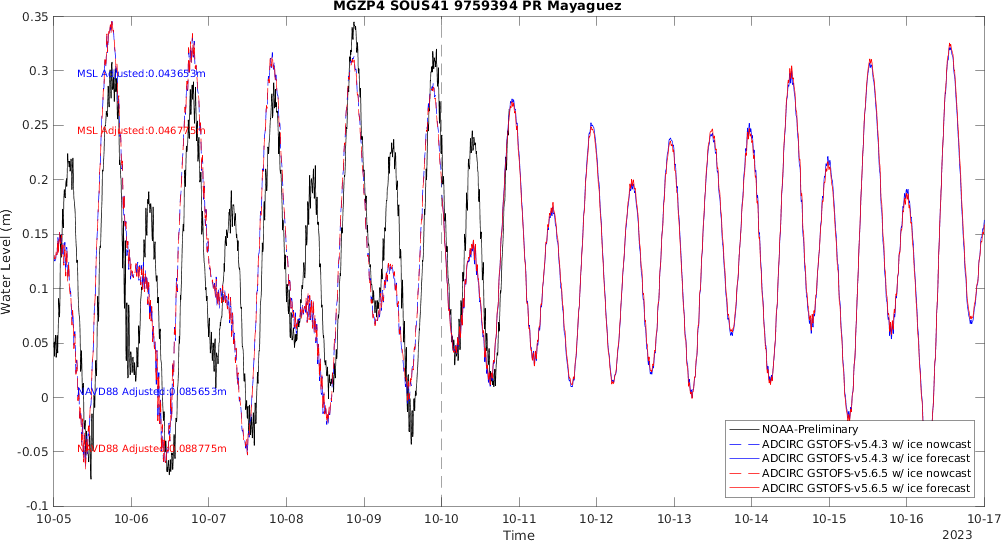 MGZP4 SOUS41 9759394 PR Mayaguez
0.35
0.3
0.25
0.2
0.15
0.1
0.05
0
-0.05
-0.1
Water Level (m)
MSL Adjusted:0.043653m
MSL Adjusted:0.046775m
NAVD88 Adjusted:0.085653m
NAVD88 Adjusted:0.088775m
NOAA-Preliminary
ADCIRC GSTOFS-v5.4.3 w/ ice nowcast
ADCIRC GSTOFS-v5.4.3 w/ ice forecast
ADCIRC GSTOFS-v5.6.5 w/ ice nowcast
ADCIRC GSTOFS-v5.6.5 w/ ice forecast
10-05 10-06 10-07 10-08 10-09 10-10 10-11 10-12 10-13 10-14 10-15 10-16 10-17
Time
2023